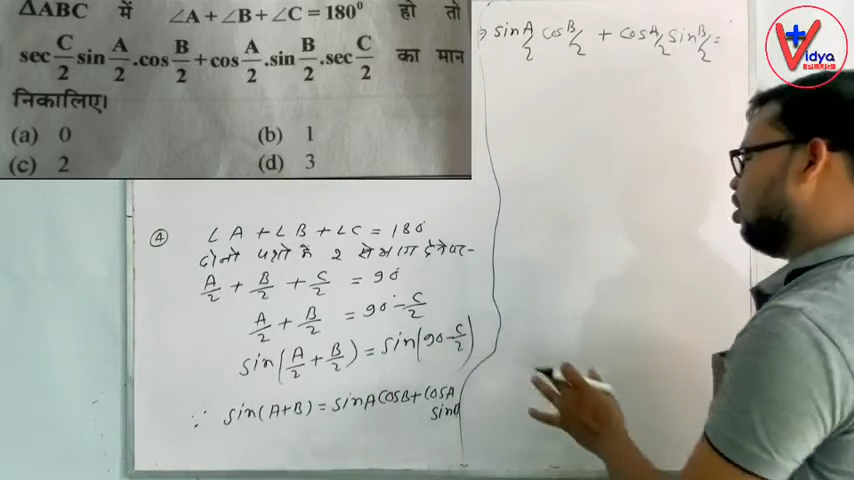 ΔABC में ∠A+∠B+∠C=180⁰ हो तो
sec C/2 sin A/2 .cos B/2 + cos A/2 .sin B/2 .sec C/2 का मान
निकालिए।
(a) 0 (b) 1
(c) 2 (d) 3
④ ∠A + ∠B + ∠C = 180°
दोनो पक्षो में 2 से भाग देने पर-
A/2 + B/2 + C/2 = 90°
A/2 + B/2 = 90° - C/2
sin(A/2 + B/2) = sin(90 - C/2)
∵ sin(A+B) = sinA cosB + cosA
sinB
⇒ sin A/2 cos B/2 + cos A/2 sin B/2 =
Vidya